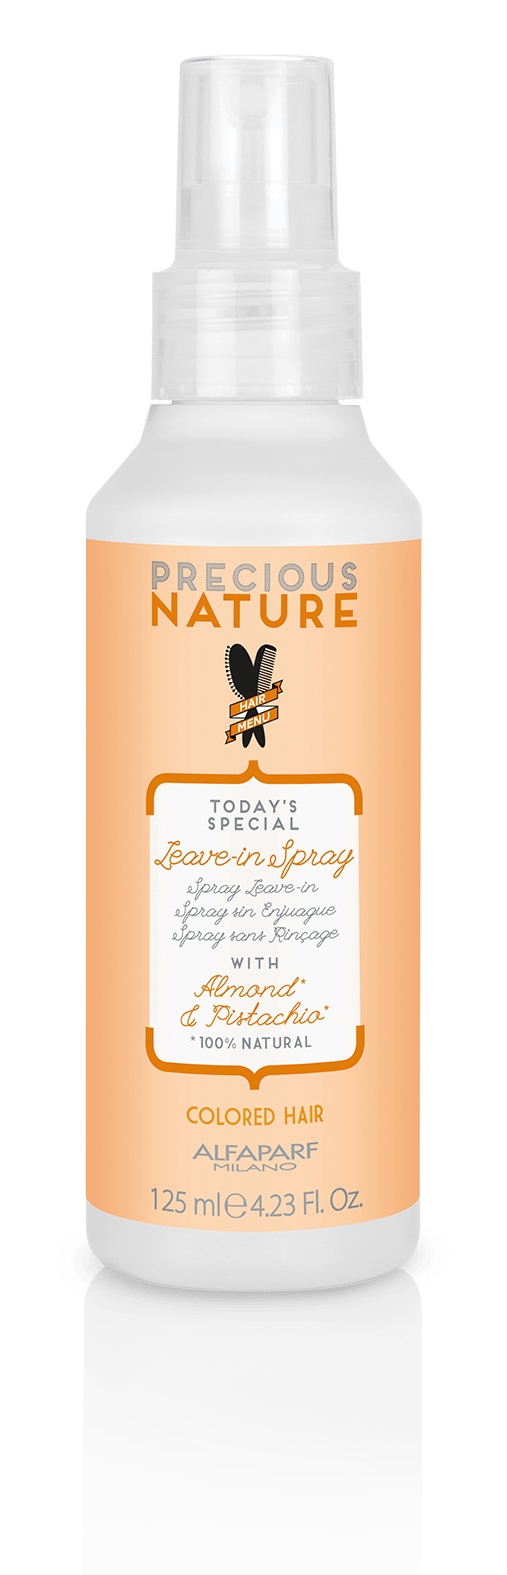 PRECIOUS
NATURE
HAIR
MENU
TODAY'S
SPECIAL
Leave-in Spray
Spray Leave-in
Spray sin Enjuague
Spray sans Rinçage
WITH
Almond*
& Pistachio*
*100% NATURAL
COLORED HAIR
ALFAPARF
MILANO
125 ml e 4.23 Fl. Oz.